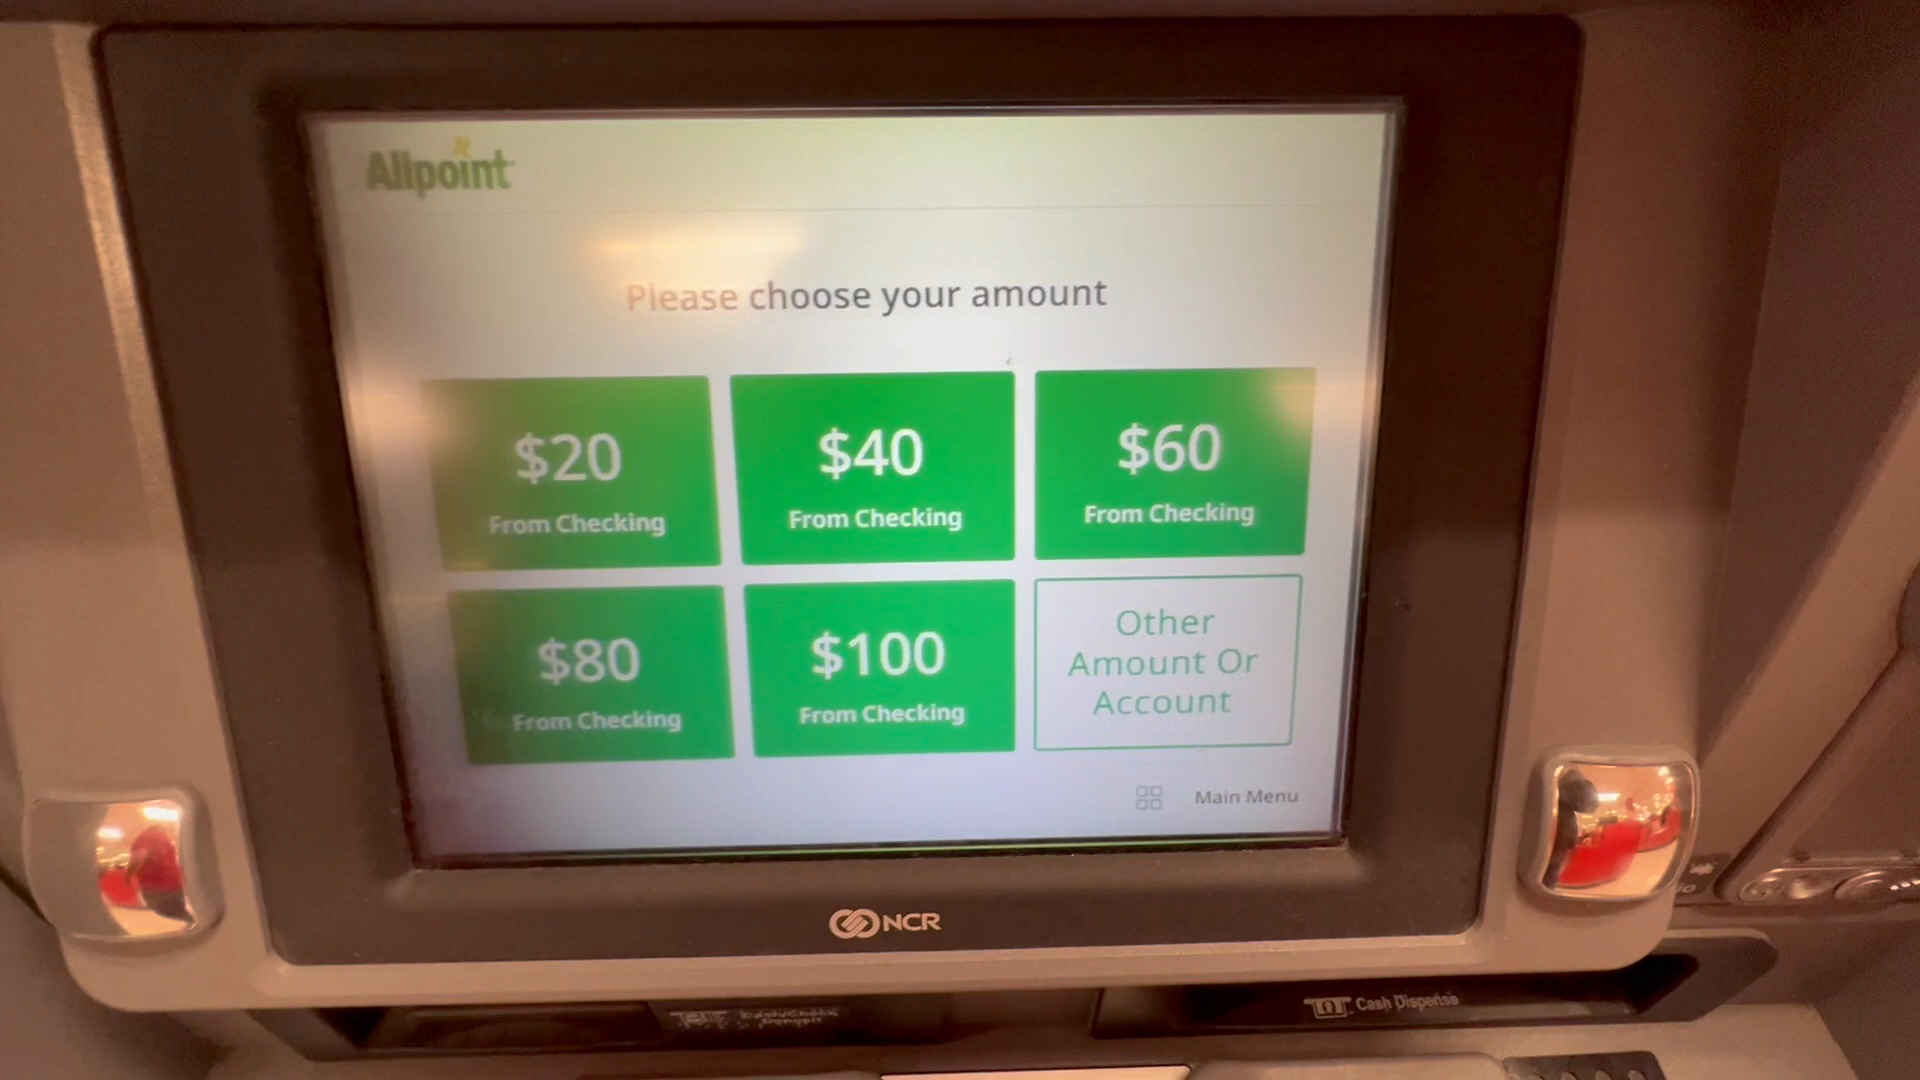 Allpoint
Please choose your amount
$20
From Checking
$40
From Checking
$60
From Checking
$80
From Checking
$100
From Checking
Other
Amount Or
Account
Main Menu
NCR
Cash Dispense